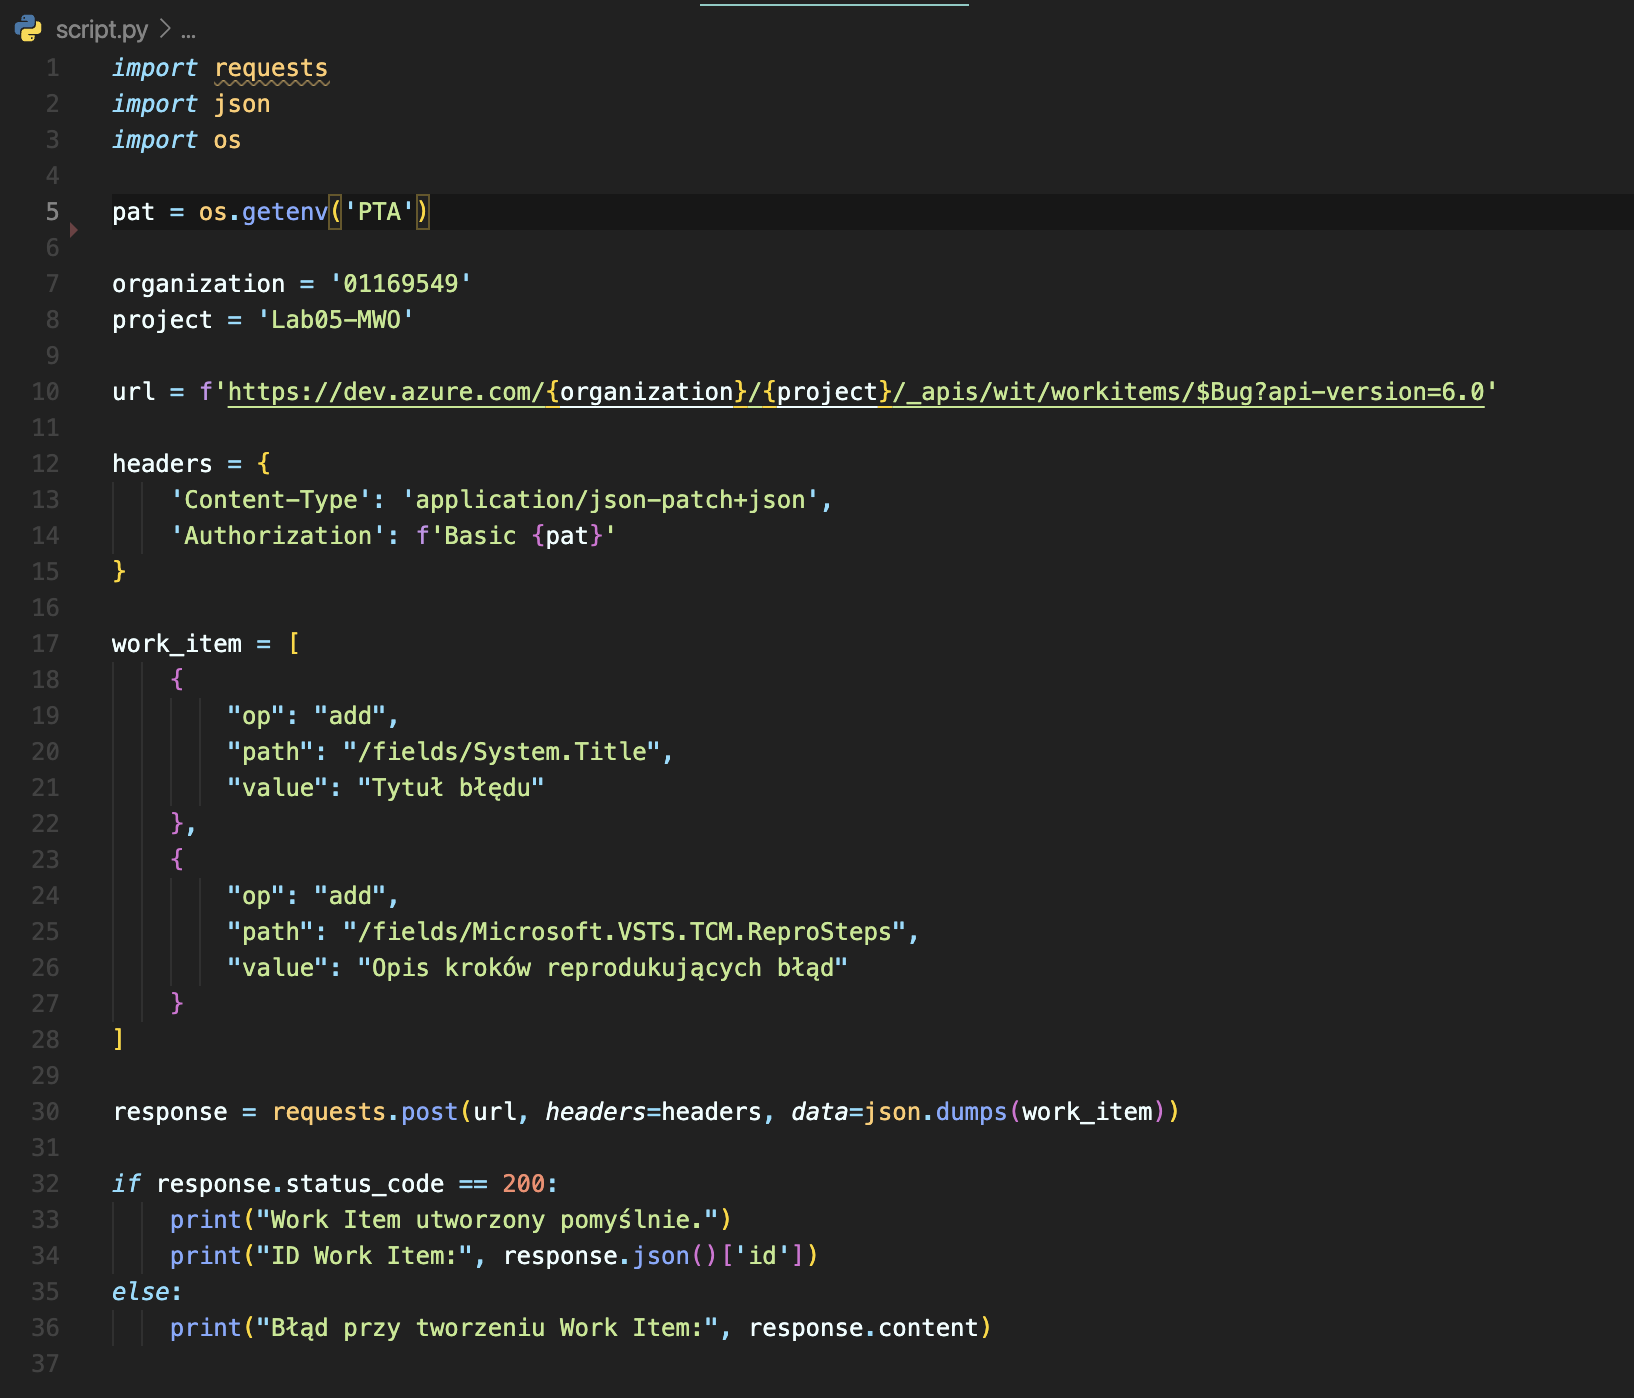 script.py > ...
1 import requests
2 import json
3 import os
4
5 pat = os.getenv('PTA')
6
7 organization = '01169549'
8 project = 'Lab05-MWO'
9
10 url = f'https://dev.azure.com/{organization}/{project}/_apis/wit/workitems/$Bug?api-version=6.0'
11
12 headers = {
13     'Content-Type': 'application/json-patch+json',
14     'Authorization': f'Basic {pat}'
15 }
16
17 work_item = [
18     {
19         "op": "add",
20         "path": "/fields/System.Title",
21         "value": "Tytuł błędu"
22     },
23     {
24         "op": "add",
25         "path": "/fields/Microsoft.VSTS.TCM.ReproSteps",
26         "value": "Opis kroków reprodukujących błąd"
27     }
28 ]
29
30 response = requests.post(url, headers=headers, data=json.dumps(work_item))
31
32 if response.status_code == 200:
33     print("Work Item utworzony pomyślnie.")
34     print("ID Work Item:", response.json()['id'])
35 else:
36     print("Błąd przy tworzeniu Work Item:", response.content)
37